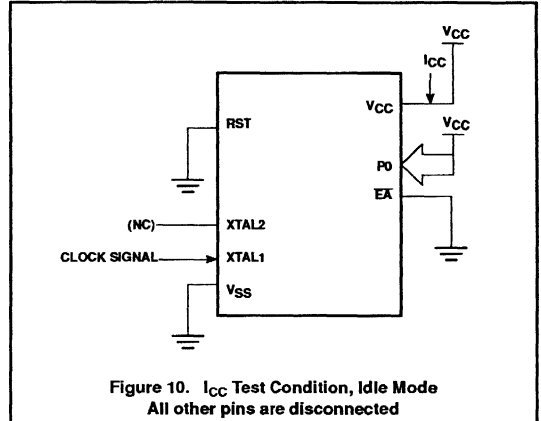 VCC
ICC
VCC
RST
VCC
P0
EA
(NC)
XTAL2
CLOCK SIGNAL
XTAL1
VSS
Figure 10. ICC Test Condition, Idle Mode
All other pins are disconnected